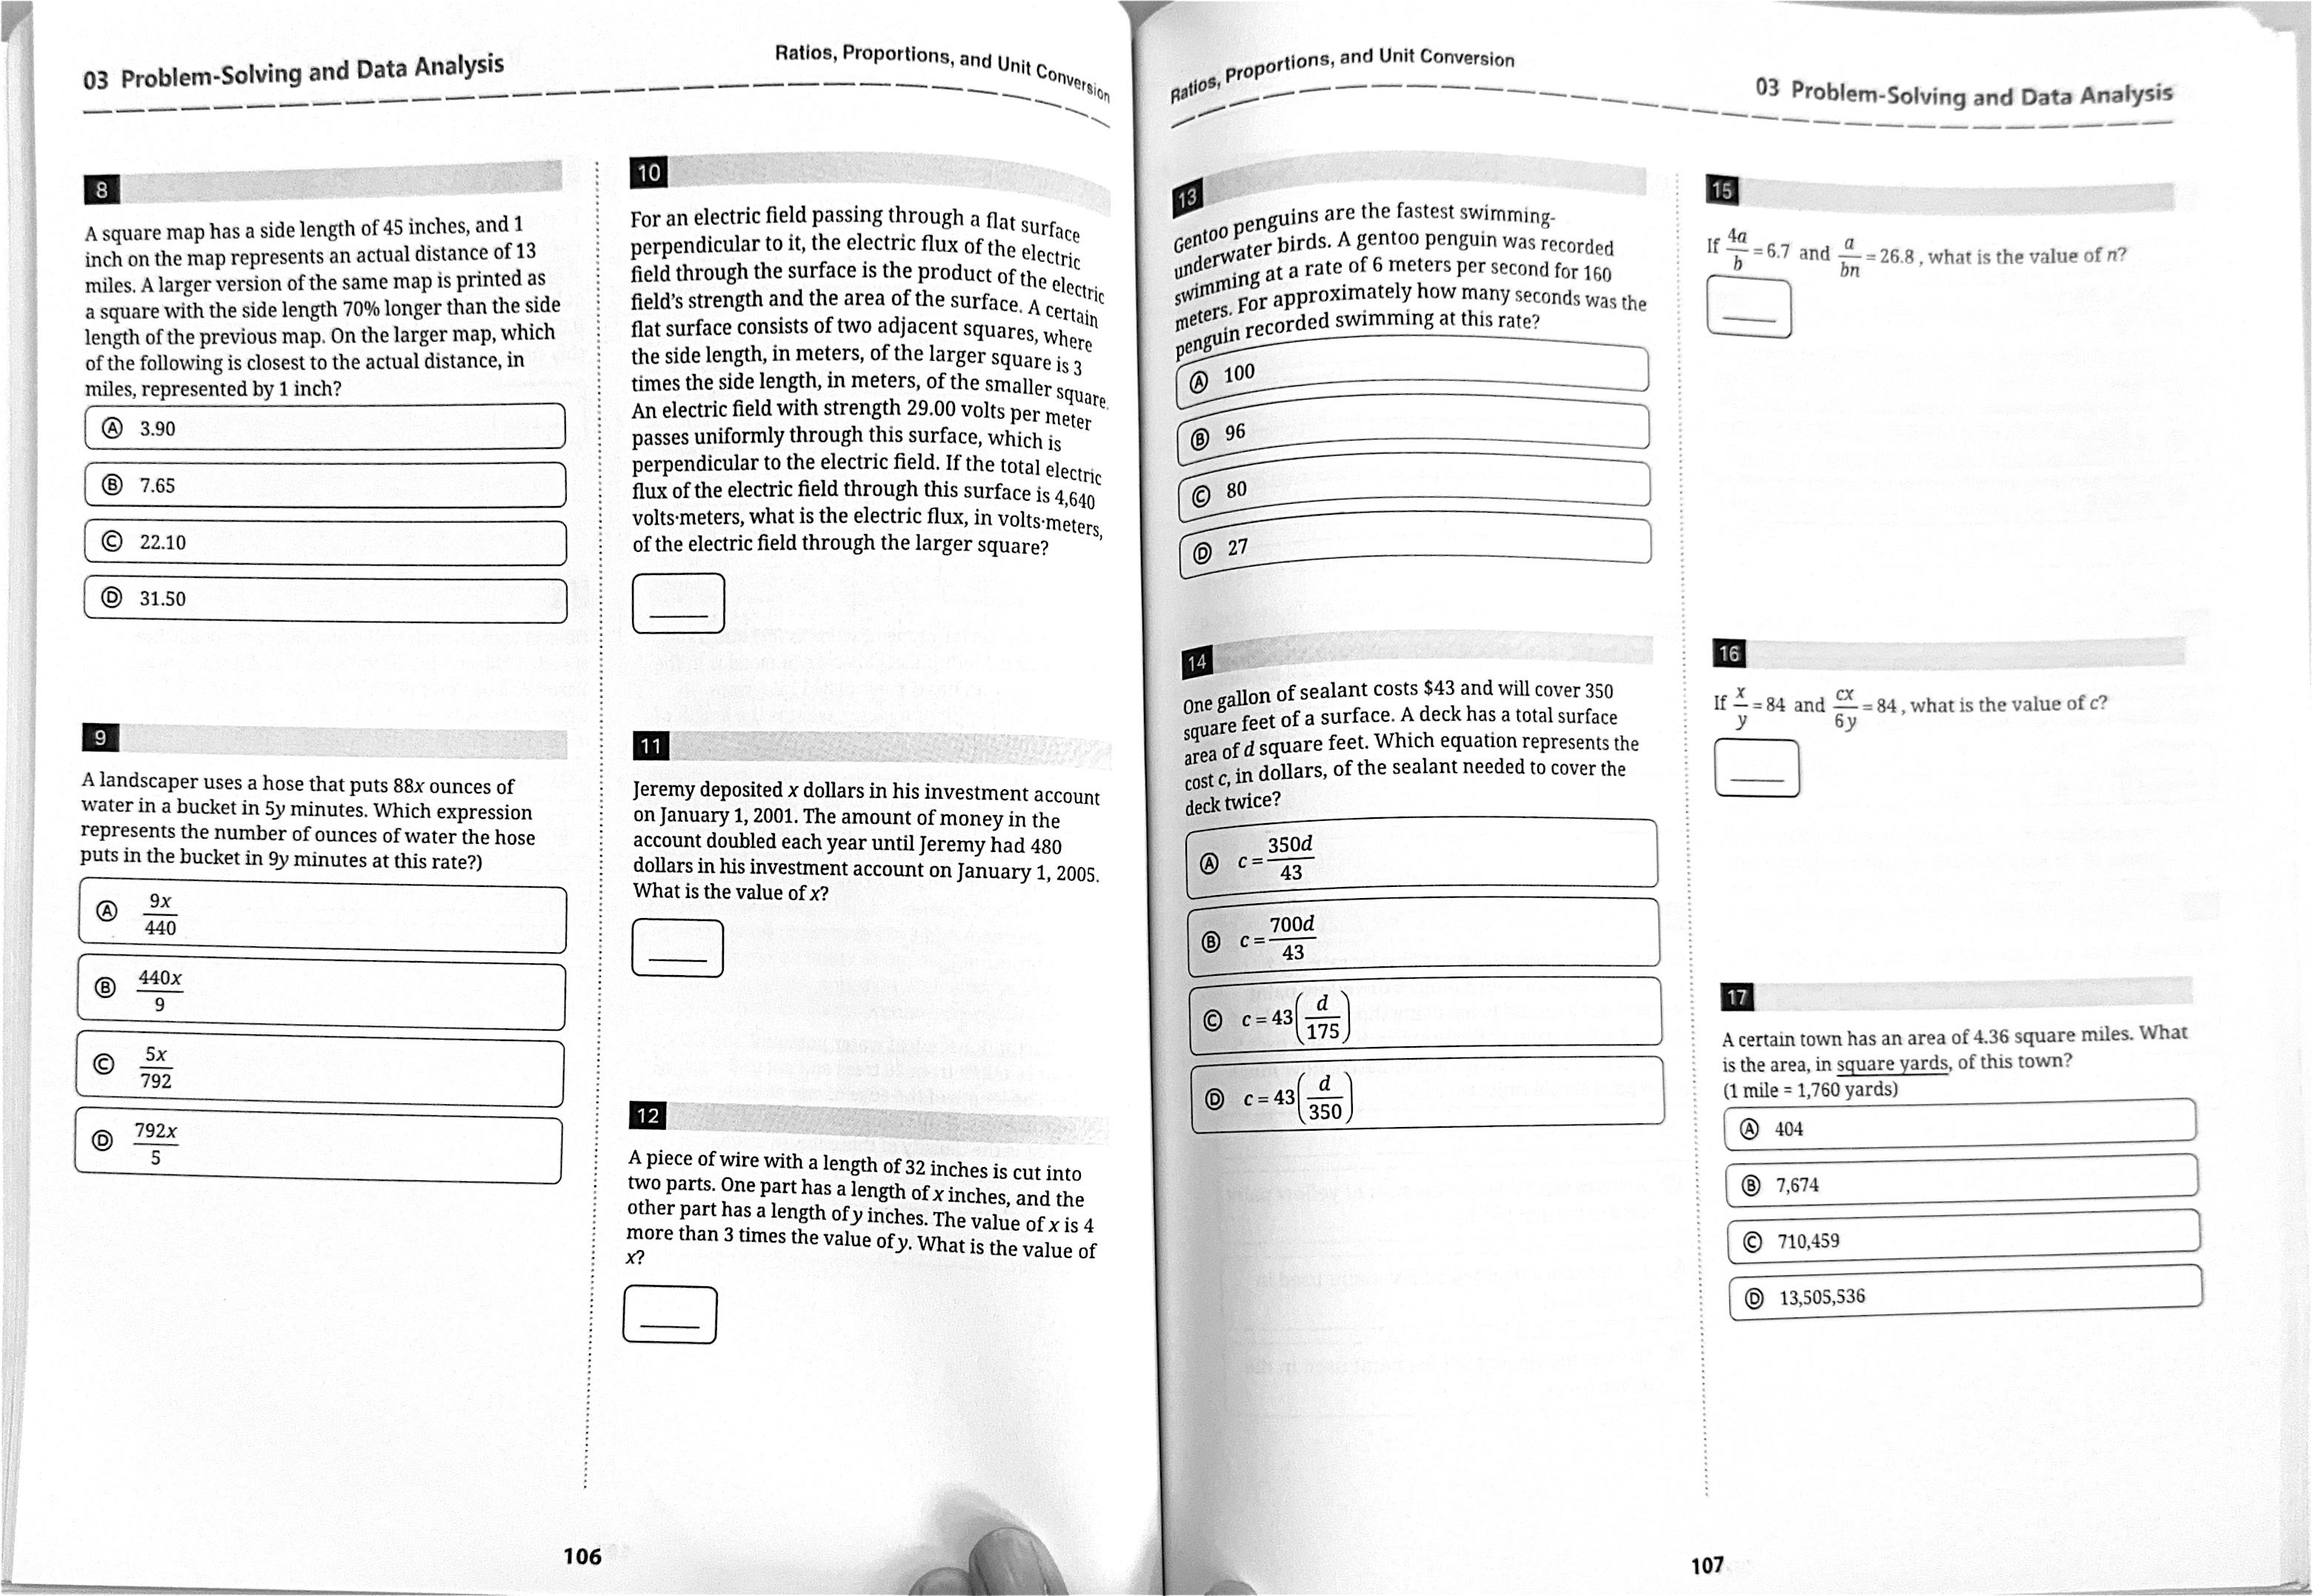 03 Problem-Solving and Data Analysis
Ratios, Proportions, and Unit Conversion
8
A square map has a side length of 45 inches, and 1
inch on the map represents an actual distance of 13
miles. A larger version of the same map is printed as
a square with the side length 70% longer than the side
length of the previous map. On the larger map, which
of the following is closest to the actual distance, in
miles, represented by 1 inch?
A 3.90
B 7.65
C 22.10
D 31.50
9
A landscaper uses a hose that puts 88x ounces of
water in a bucket in 5y minutes. Which expression
represents the number of ounces of water the hose
puts in the bucket in 9y minutes at this rate?)
A 9x/440
B 440x/9
C 5x/792
D 792x/5
10
For an electric field passing through a flat surface
perpendicular to it, the electric flux of the electric
field through the surface is the product of the electric
field's strength and the area of the surface. A certain
flat surface consists of two adjacent squares, where
the side length, in meters, of the larger square is 3
times the side length, in meters, of the smaller square.
An electric field with strength 29.00 volts per meter
passes uniformly through this surface, which is
perpendicular to the electric field. If the total electric
flux of the electric field through this surface is 4,640
volts·meters, what is the electric flux, in volts·meters,
of the electric field through the larger square?
11
Jeremy deposited x dollars in his investment account
on January 1, 2001. The amount of money in the
account doubled each year until Jeremy had 480
dollars in his investment account on January 1, 2005.
What is the value of x?
12
A piece of wire with a length of 32 inches is cut into
two parts. One part has a length of x inches, and the
other part has a length of y inches. The value of x is 4
more than 3 times the value of y. What is the value of
x?
106
Ratios, Proportions, and Unit Conversion
03 Problem-Solving and Data Analysis
13
Gentoo penguins are the fastest swimming-
underwater birds. A gentoo penguin was recorded
swimming at a rate of 6 meters per second for 160
meters. For approximately how many seconds was the
penguin recorded swimming at this rate?
A 100
B 96
C 80
D 27
14
One gallon of sealant costs $43 and will cover 350
square feet of a surface. A deck has a total surface
area of d square feet. Which equation represents the
cost c, in dollars, of the sealant needed to cover the
deck twice?
A c = 350d/43
B c = 700d/43
C c = 43(d/175)
D c = 43(d/350)
15
If 4a/b = 6.7 and a/bn = 26.8, what is the value of n?
16
If x/y = 84 and cx/6y = 84, what is the value of c?
17
A certain town has an area of 4.36 square miles. What
is the area, in square yards, of this town?
(1 mile = 1,760 yards)
A 404
B 7,674
C 710,459
D 13,505,536
107